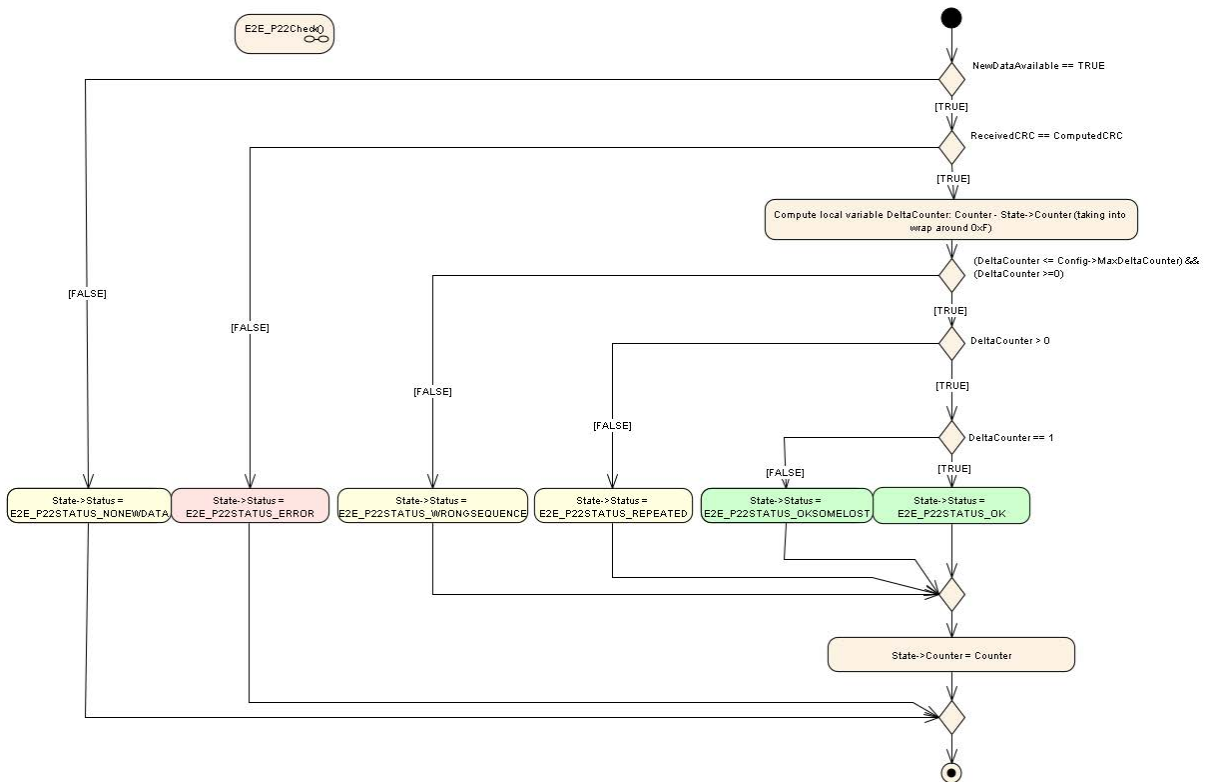 E2E_P22Check()
NewDataAvailable == TRUE
[TRUE]
ReceivedCRC == ComputedCRC
[TRUE]
Compute local variable DeltaCounter: Counter - State->Counter (taking into
wrap around 0xF)
(DeltaCounter <= Config->MaxDeltaCounter) &&
(DeltaCounter >=0)
[FALSE]
[TRUE]
[FALSE]
DeltaCounter > 0
[TRUE]
[FALSE]
[FALSE]
DeltaCounter == 1
[FALSE]
[TRUE]
State->Status =
E2E_P22STATUS_NONEWDATA
State->Status =
E2E_P22STATUS_ERROR
State->Status =
E2E_P22STATUS_WRONGSEQUENCE
State->Status =
E2E_P22STATUS_REPEATED
State->Status =
E2E_P22STATUS_OKSOMELOST
State->Status =
E2E_P22STATUS_OK
State->Counter = Counter